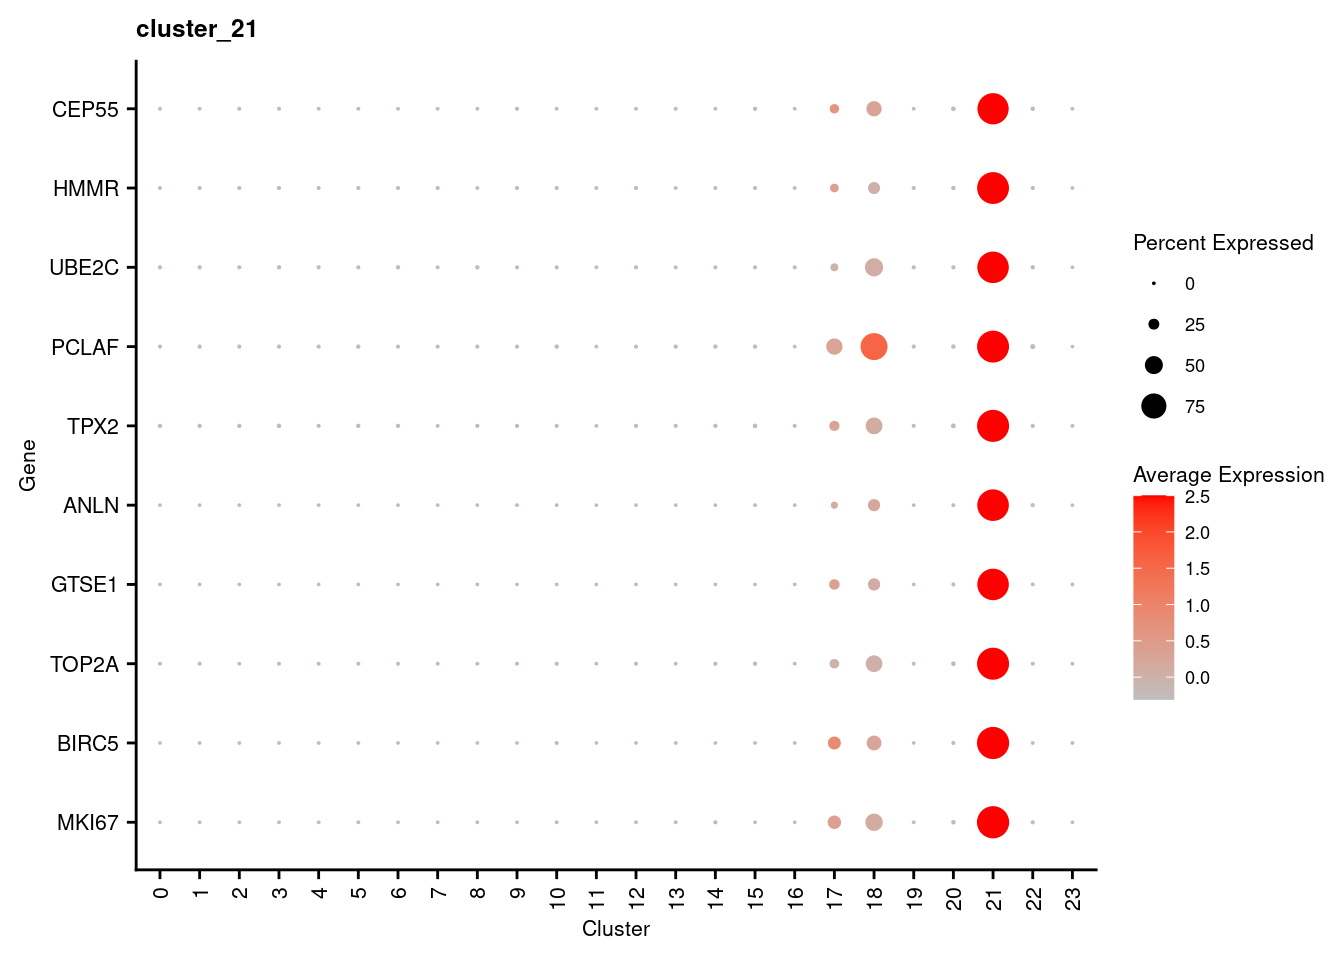 cluster_21
CEP55
HMMR
UBE2C
PCLAF
TPX2
ANLN
GTSE1
TOP2A
BIRC5
MKI67
Gene
0 1 2 3 4 5 6 7 8 9 10 11 12 13 14 15 16 17 18 19 20 21 22 23
Cluster
Percent Expressed
0
25
50
75
Average Expression
2.5
2.0
1.5
1.0
0.5
0.0